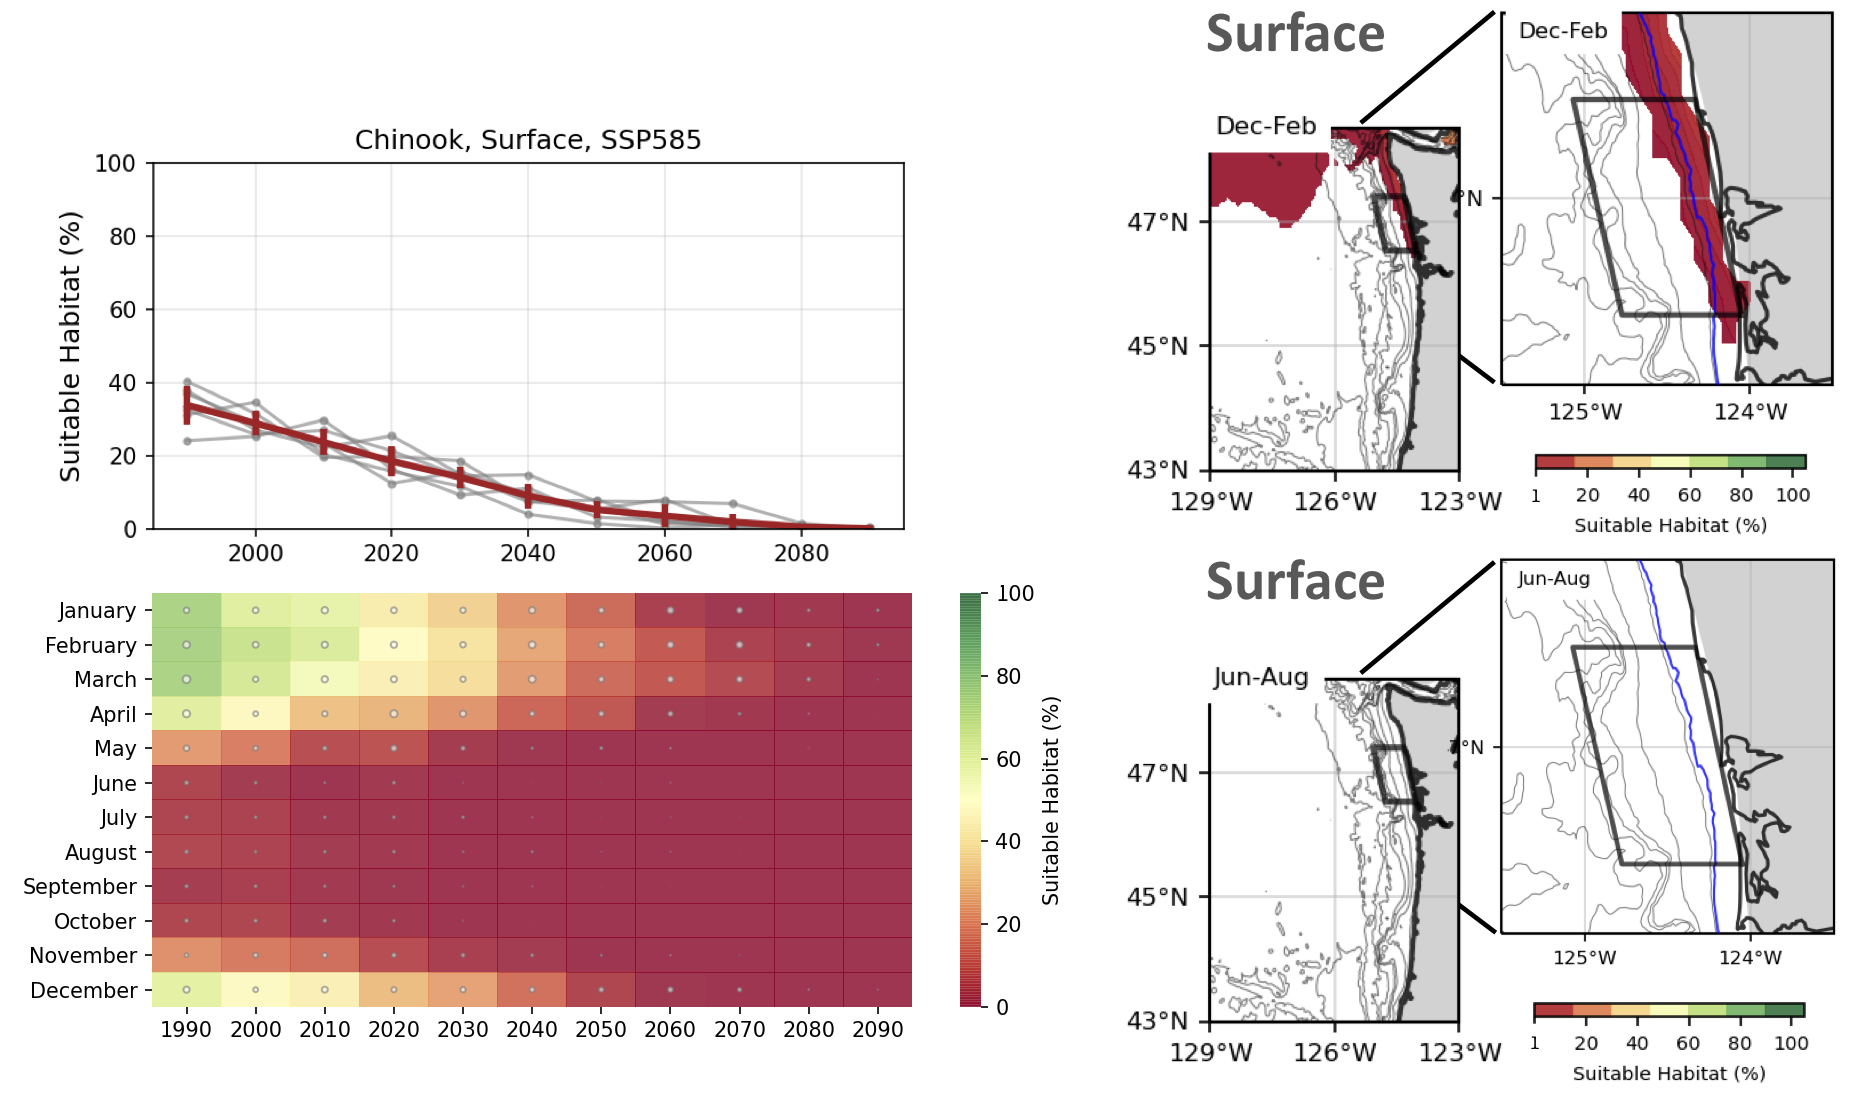 Chinook, Surface, SSP585
Suitable Habitat (%)
100
80
60
40
20
0
2000
2020
2040
2060
2080
January
February
March
April
May
June
July
August
September
October
November
December
1990
2000
2010
2020
2030
2040
2050
2060
2070
2080
2090
100
80
60
40
20
0
Suitable Habitat (%)
Surface
Dec-Feb
47°N
45°N
43°N
129°W
126°W
123°W
Dec-Feb
°N
125°W
124°W
1
20
40
60
80
100
Suitable Habitat (%)
Surface
Jun-Aug
47°N
45°N
43°N
129°W
126°W
123°W
Jun-Aug
°N
125°W
124°W
1
20
40
60
80
100
Suitable Habitat (%)